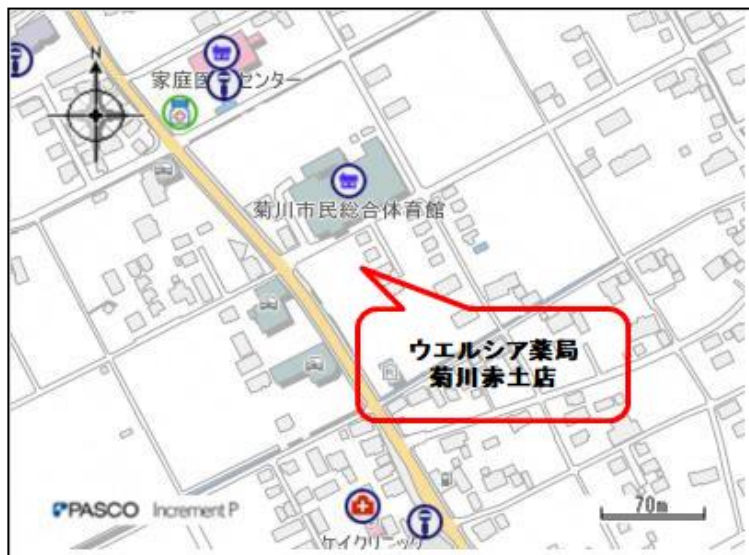 N
家庭医 センター
菊川市民総合体育館
ウエルシア薬局
菊川赤土店
PASCO Increment P
70m
ケイクリニック